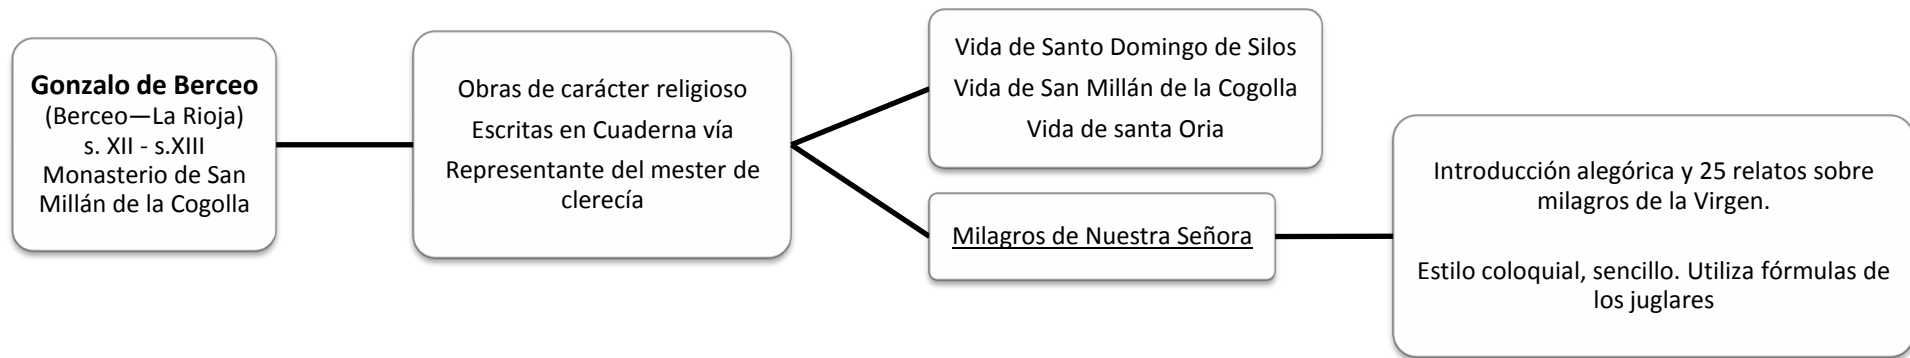 Gonzalo de Berceo
(Berceo—La Rioja)
s. XII - s.XIII
Monasterio de San
Millán de la Cogolla
Obras de carácter religioso
Escritas en Cuaderna vía
Representante del mester de
clerecía
Vida de Santo Domingo de Silos
Vida de San Millán de la Cogolla
Vida de santa Oria
Milagros de Nuestra Señora
Introducción alegórica y 25 relatos sobre
milagros de la Virgen.
Estilo coloquial, sencillo. Utiliza fórmulas de
los juglares